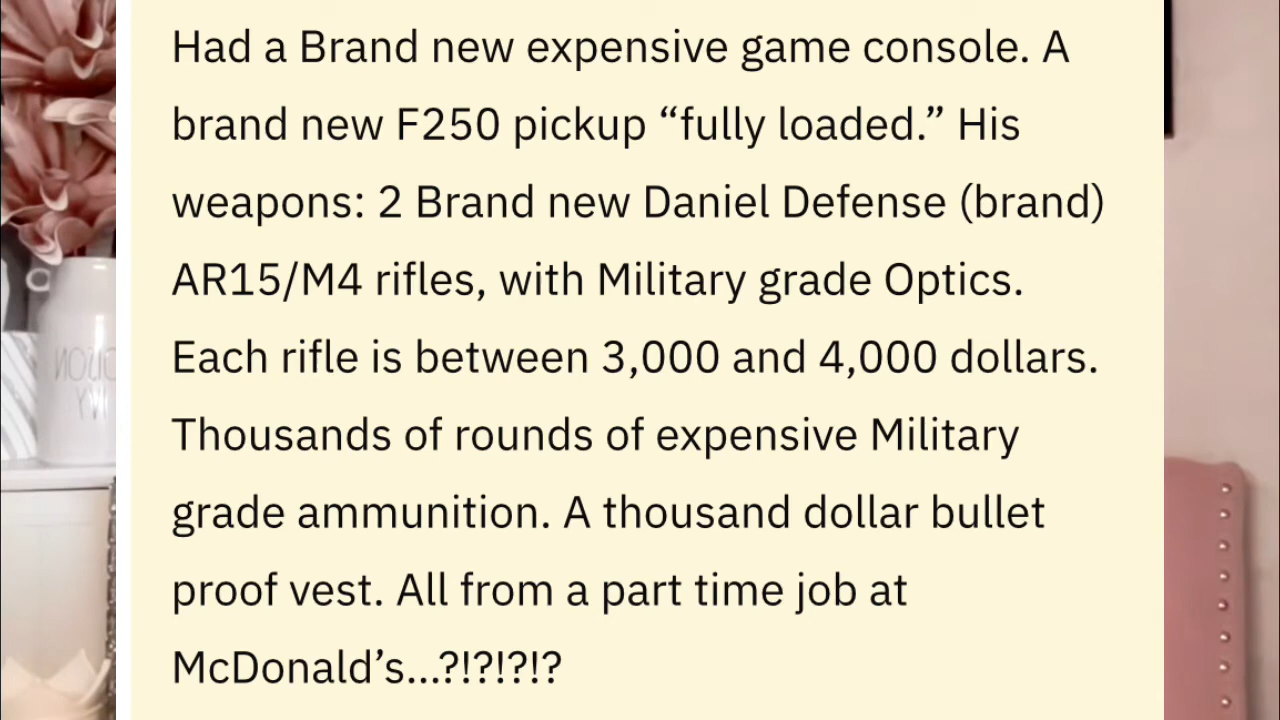 Had a Brand new expensive game console. A
brand new F250 pickup “fully loaded.” His
weapons: 2 Brand new Daniel Defense (brand)
AR15/M4 rifles, with Military grade Optics.
Each rifle is between 3,000 and 4,000 dollars.
Thousands of rounds of expensive Military
grade ammunition. A thousand dollar bullet
proof vest. All from a part time job at
McDonald’s...?!?!?!?